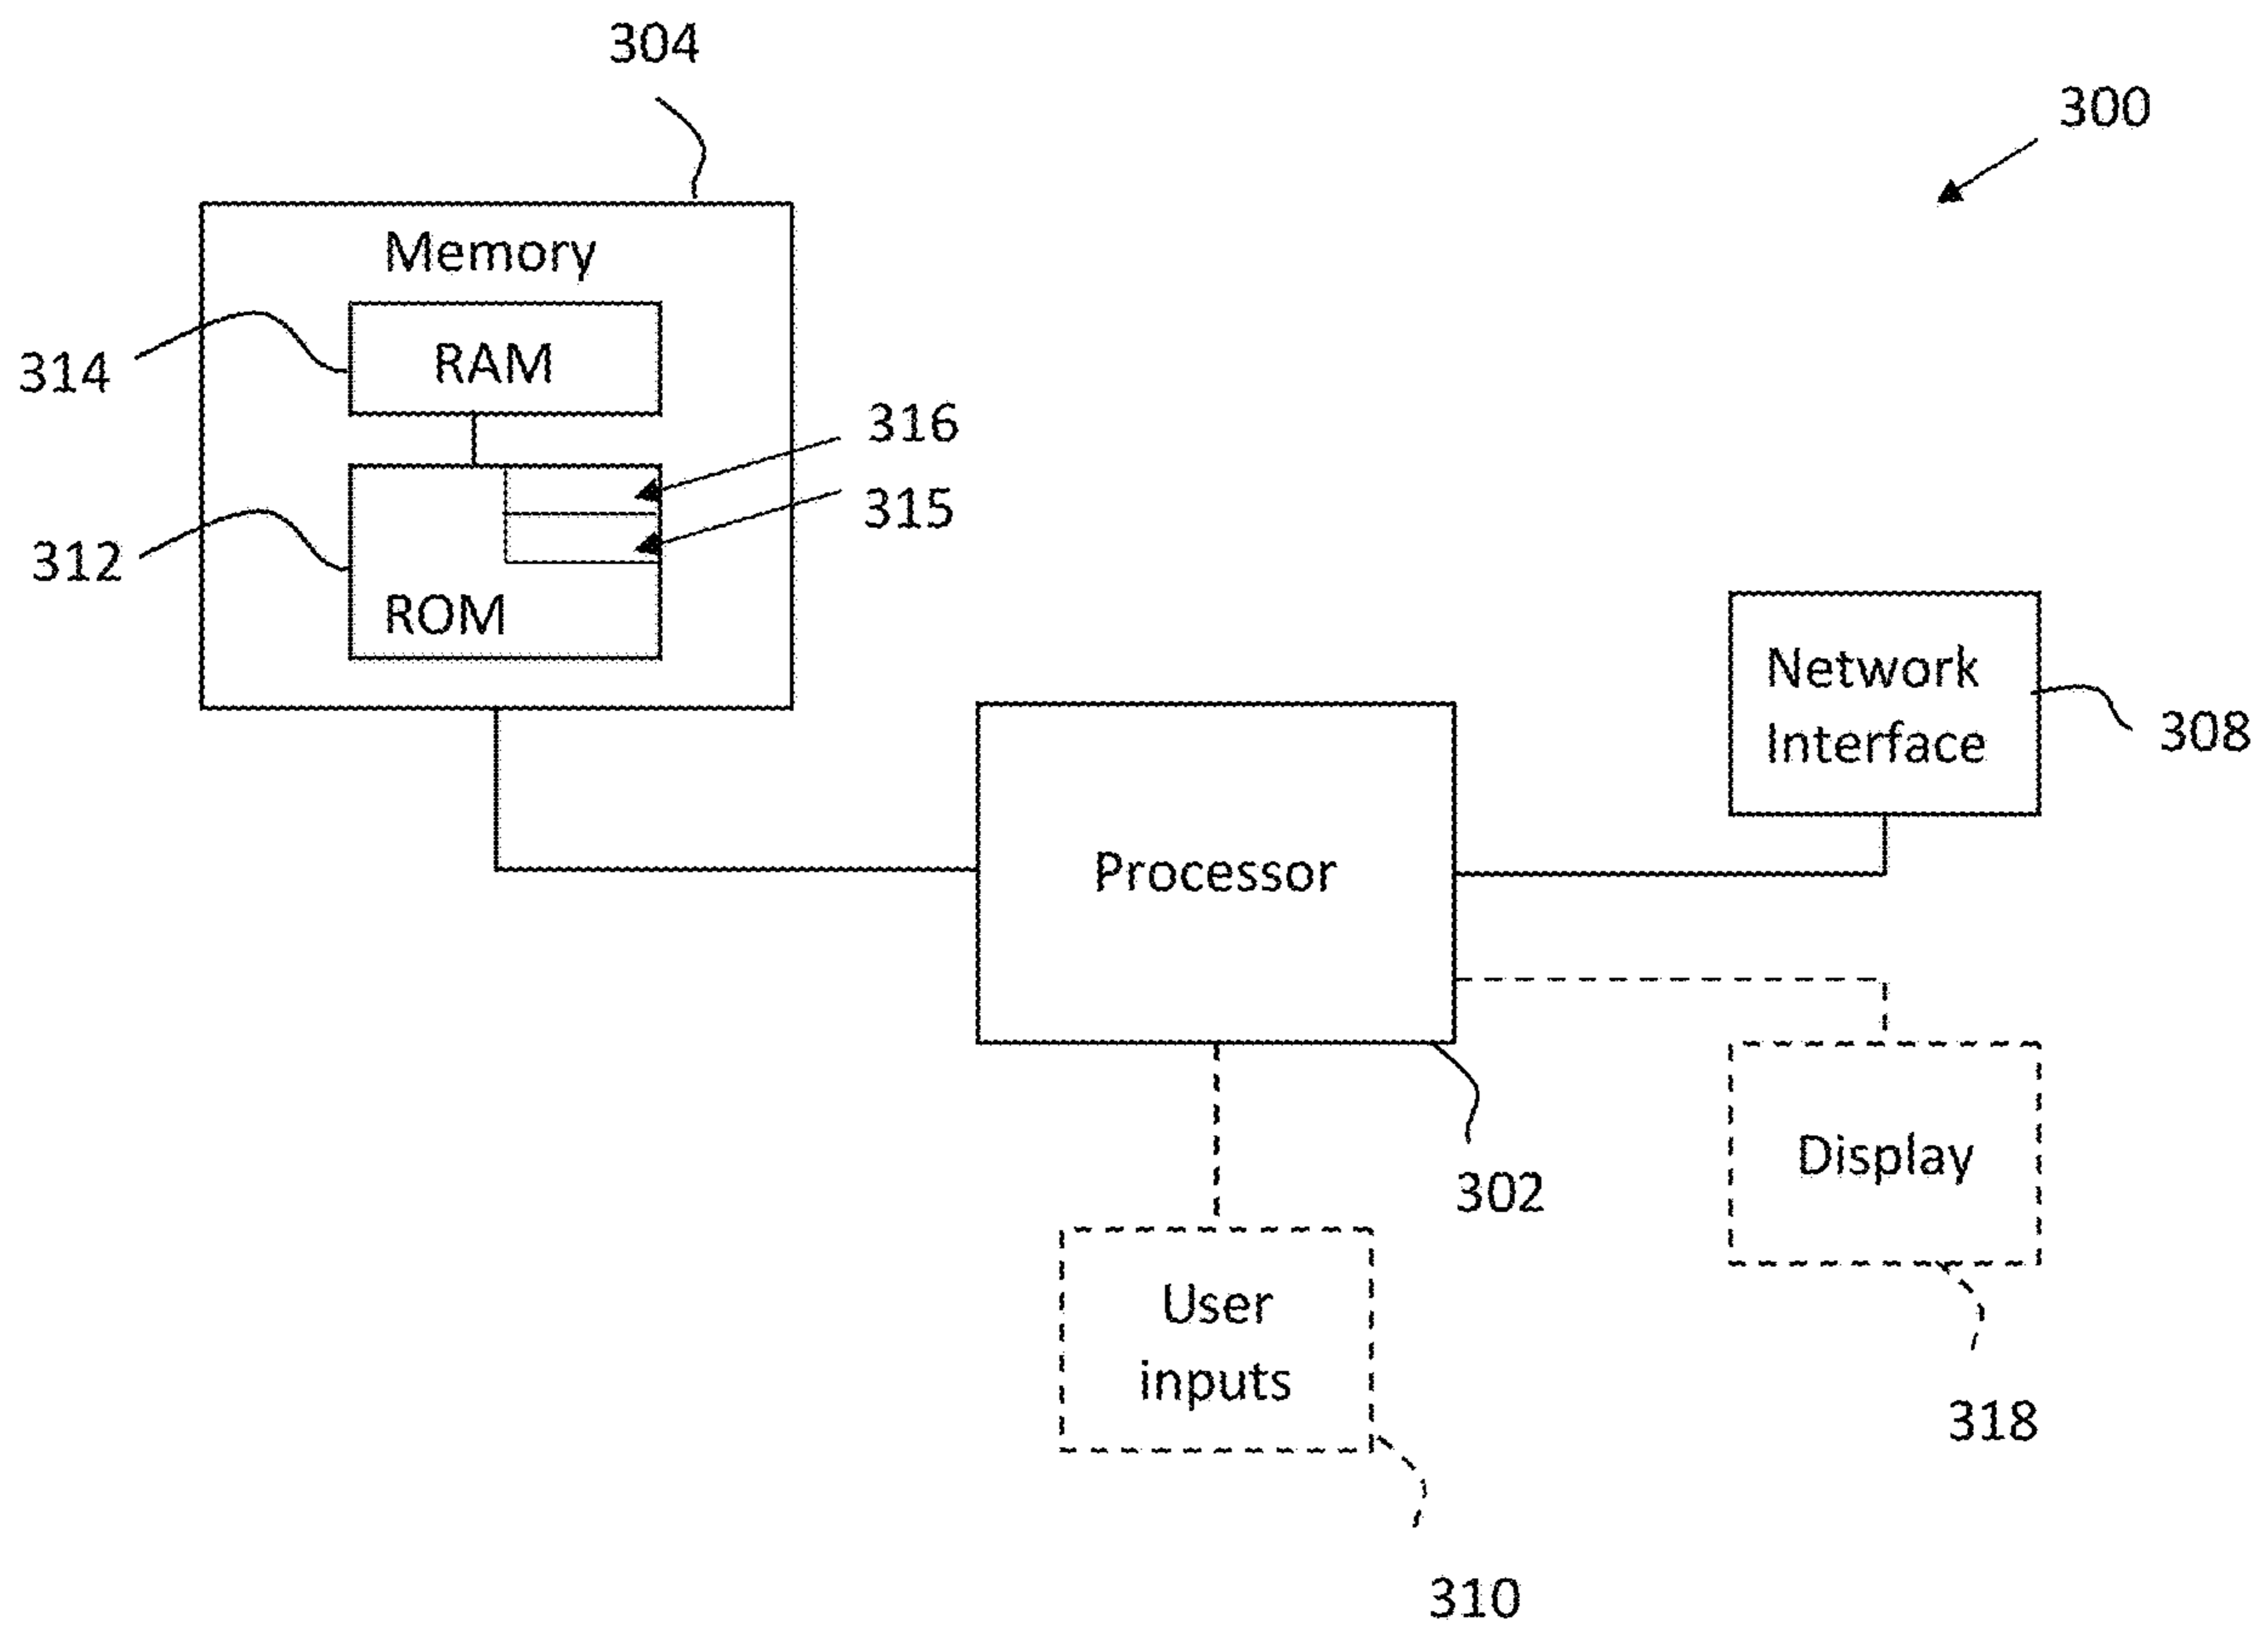 304
300
Memory
314
RAM
316
315
312
ROM
Network
Interface
308
Processor
302
Display
User
inputs
318
310